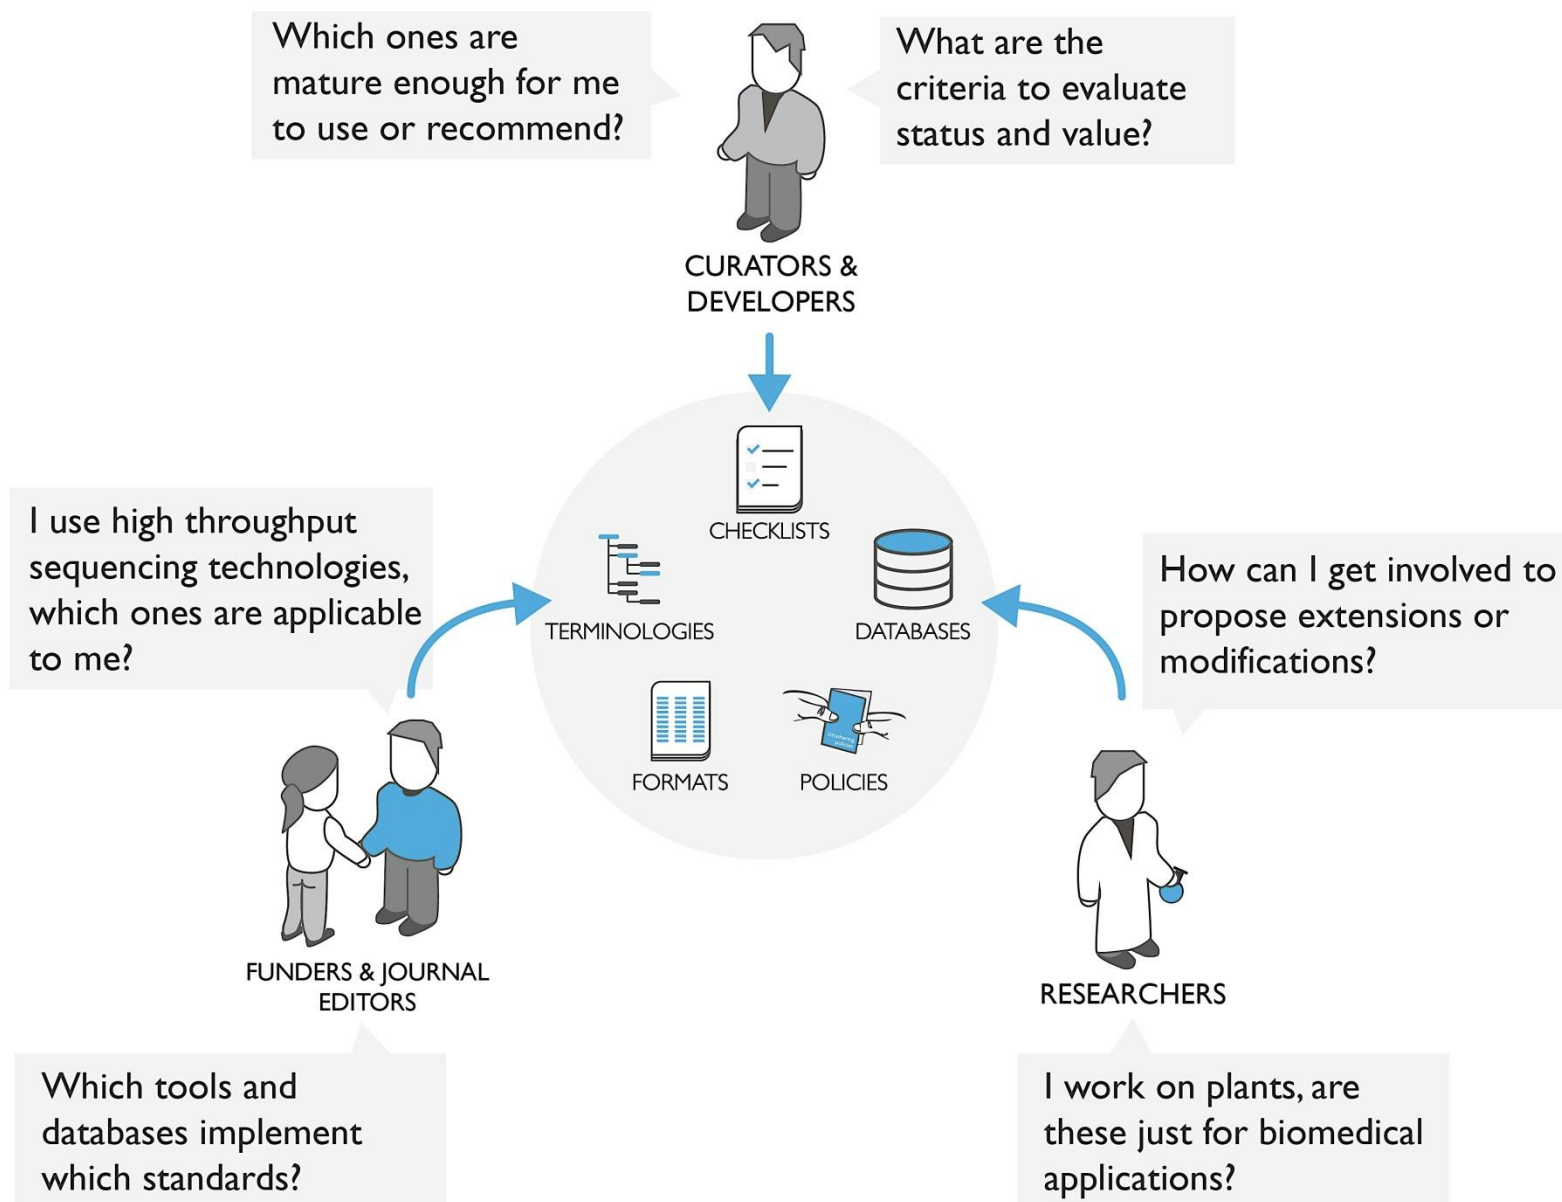 Which ones are
mature enough for me
to use or recommend?
What are the
criteria to evaluate
status and value?
CURATORS &
DEVELOPERS
I use high throughput
sequencing technologies,
which ones are applicable
to me?
CHECKLISTS
TERMINOLOGIES
DATABASES
FORMATS
POLICIES
How can I get involved to
propose extensions or
modifications?
FUNDERS & JOURNAL
EDITORS
RESEARCHERS
Which tools and
databases implement
which standards?
I work on plants, are
these just for biomedical
applications?